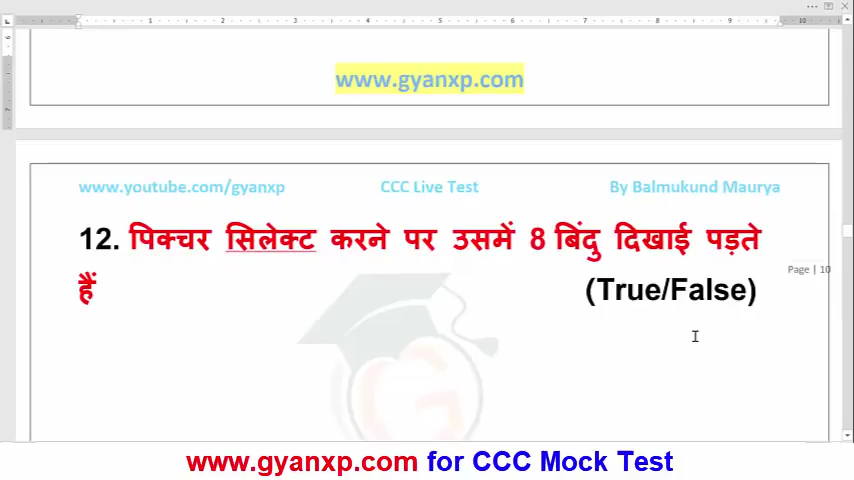 www.gyanxp.com
www.youtube.com/gyanxp CCC Live Test By Balmukund Maurya
12. पिक्चर सिलेक्ट करने पर उसमें 8 बिंदु दिखाई पड़ते
Page | 10
हैं (True/False)
www.gyanxp.com for CCC Mock Test